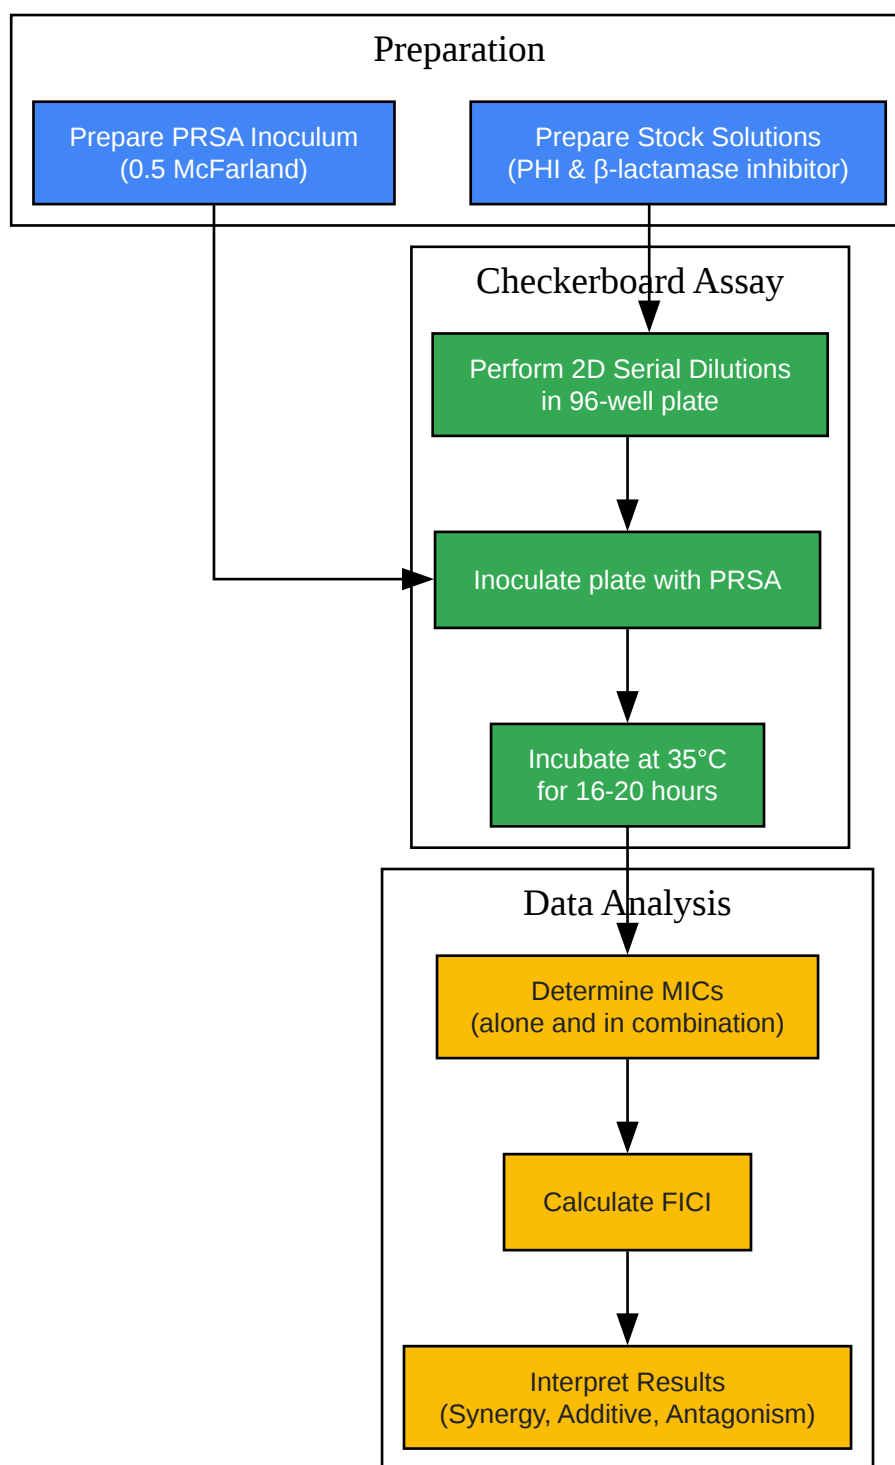 Preparation
Prepare PRSA Inoculum
(0.5 McFarland)
Prepare Stock Solutions
(PHI & β-lactamase inhibitor)
Checkerboard Assay
Perform 2D Serial Dilutions
in 96-well plate
Inoculate plate with PRSA
Incubate at 35°C
for 16-20 hours
Data Analysis
Determine MICs
(alone and in combination)
Calculate FICI
Interpret Results
(Synergy, Additive, Antagonism)